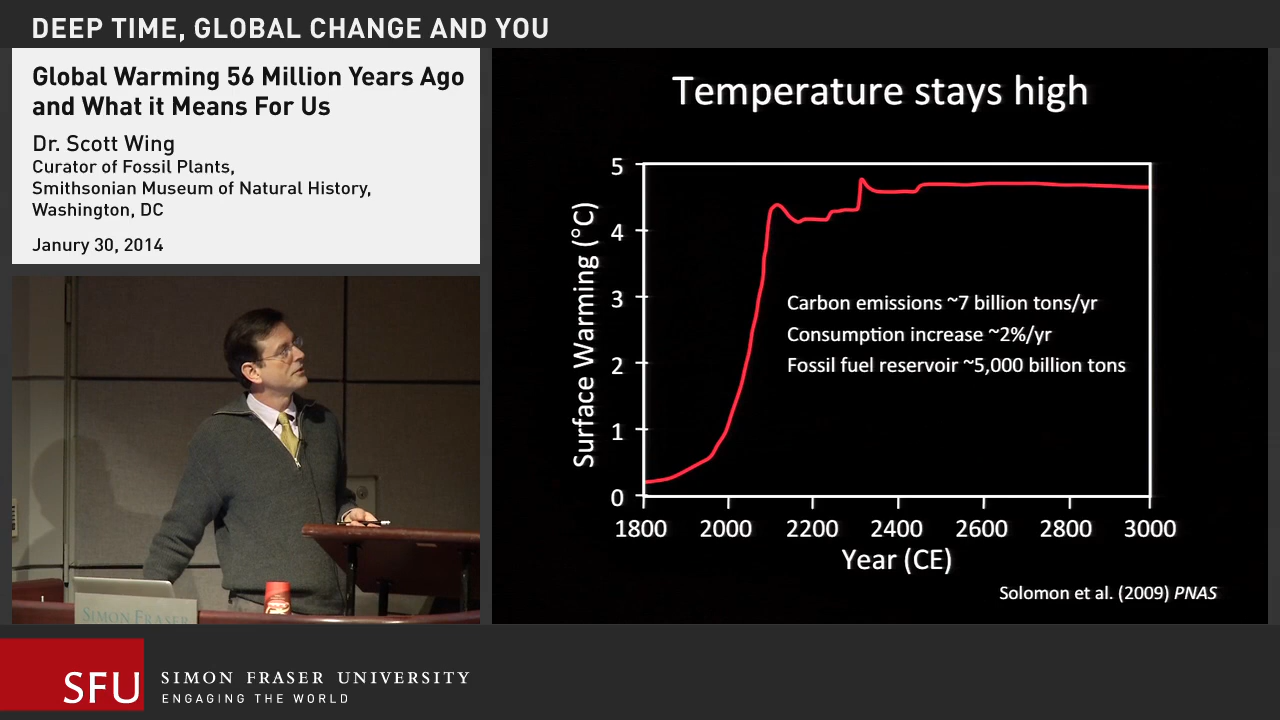 DEEP TIME, GLOBAL CHANGE AND YOU
Global Warming 56 Million Years Ago
and What it Means For Us
Dr. Scott Wing
Curator of Fossil Plants,
Smithsonian Museum of Natural History,
Washington, DC
Janury 30, 2014
Temperature stays high
Surface Warming (°C)
5
4
3
2
1
0
Carbon emissions ~7 billion tons/yr
Consumption increase ~2%/yr
Fossil fuel reservoir ~5,000 billion tons
1800 2000 2200 2400 2600 2800 3000
Year (CE)
Solomon et al. (2009) PNAS
SIMON FRASER
SFU
SIMON FRASER UNIVERSITY
ENGAGING THE WORLD